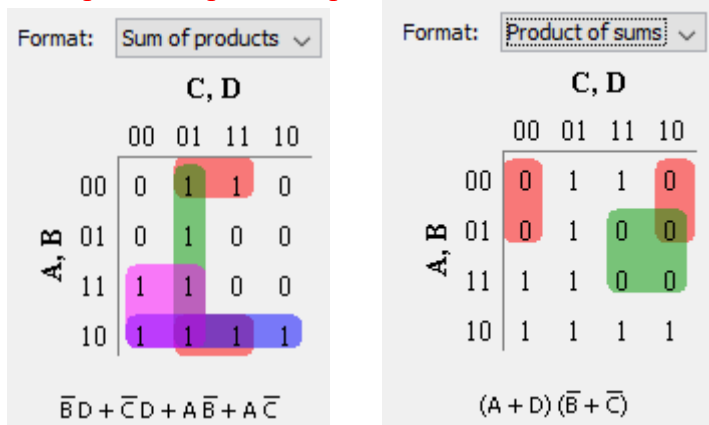 Format: Sum of products
C, D
00 01 11 10
00 0 1 1 0
A, B 01 0 1 0 0
11 1 1 0 0
10 1 1 1 1
B̅ D + C̅ D + A B̅ + A C̅
Format: Product of sums
C, D
00 01 11 10
00 0 1 1 0
A, B 01 0 1 0 0
11 1 1 0 0
10 1 1 1 1
(A + D) (B̅ + C̅)